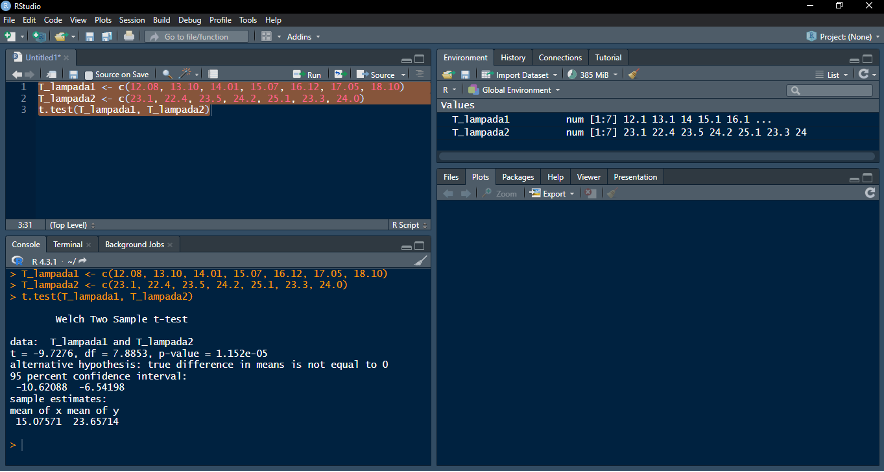 RStudio
File Edit Code View Plots Session Build Debug Profile Tools Help
Go to file/function Addins Project: (None)
Untitled1*
Source on Save Run Source
1 T_lampada1 <- c(12.08, 13.10, 14.01, 15.07, 16.12, 17.05, 18.10)
2 T_lampada2 <- c(23.1, 22.4, 23.5, 24.2, 25.1, 23.3, 24.0)
3 t.test(T_lampada1, T_lampada2)
3:31 (Top Level) R Script
Console Terminal Background Jobs
R 4.3.1 · ~/
> T_lampada1 <- c(12.08, 13.10, 14.01, 15.07, 16.12, 17.05, 18.10)
> T_lampada2 <- c(23.1, 22.4, 23.5, 24.2, 25.1, 23.3, 24.0)
> t.test(T_lampada1, T_lampada2)
Welch Two Sample t-test
data: T_lampada1 and T_lampada2
t = -9.7276, df = 7.8853, p-value = 1.152e-05
alternative hypothesis: true difference in means is not equal to 0
95 percent confidence interval:
-10.62088 -6.54198
sample estimates:
mean of x mean of y
15.07571 23.65714
>
Environment History Connections Tutorial
Import Dataset 385 MiB List
R Global Environment
Values
T_lampada1 num [1:7] 12.1 13.1 14 15.1 16.1 ...
T_lampada2 num [1:7] 23.1 22.4 23.5 24.2 25.1 23.3 24
Files Plots Packages Help Viewer Presentation
Zoom Export